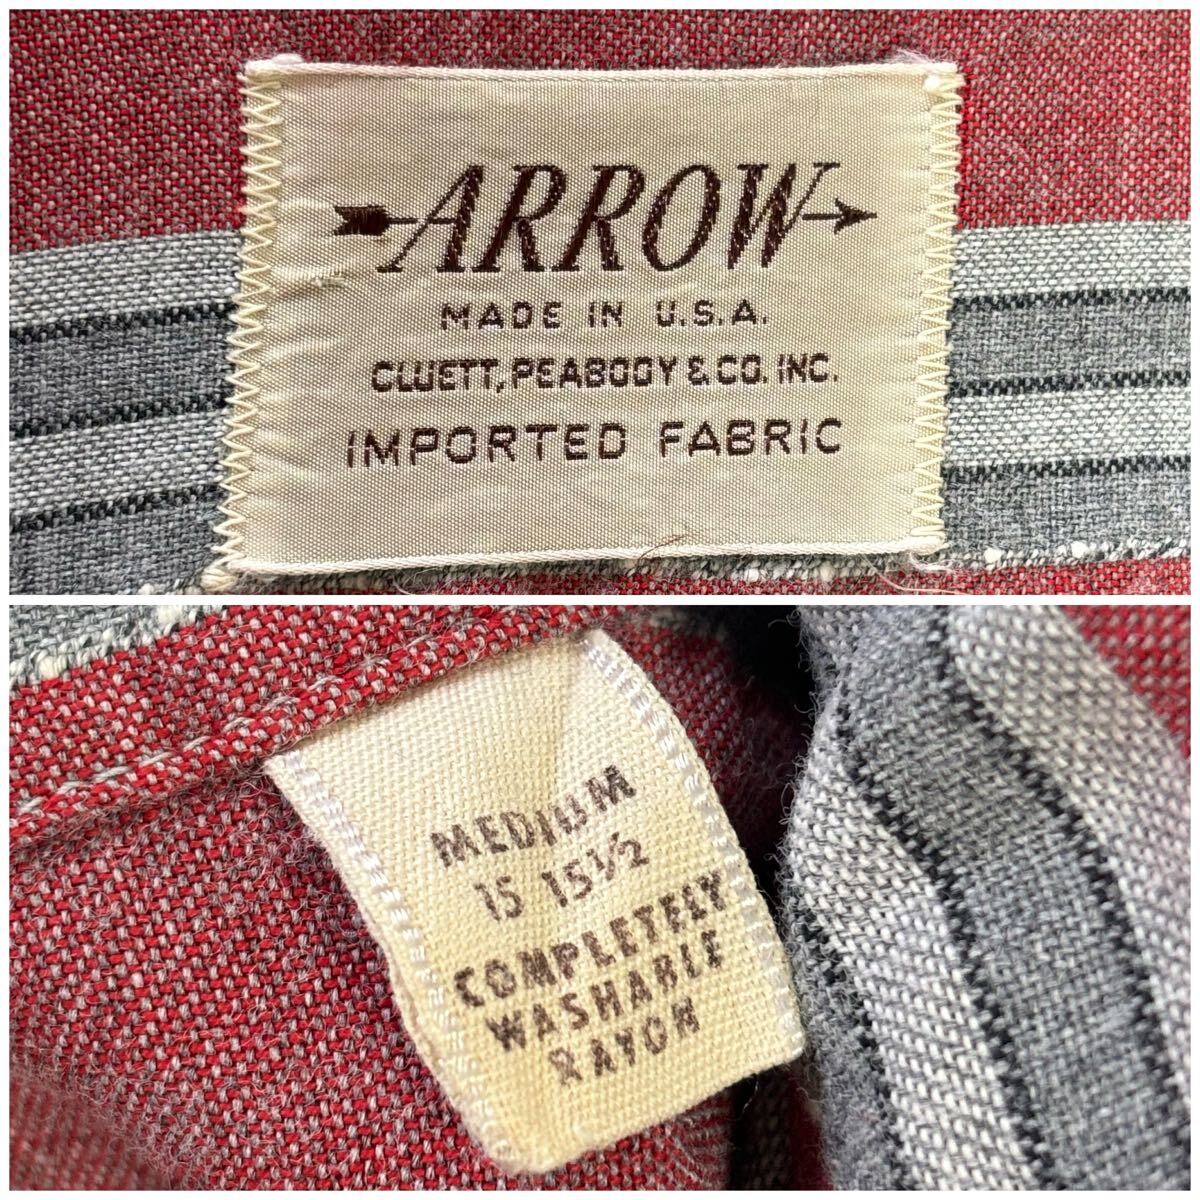 ARROW
MADE IN U.S.A.
CLUETT, PEABODY & CO. INC.
IMPORTED FABRIC
MEDIUM
15 15½
COMPLETELY
WASHABLE
RAYON